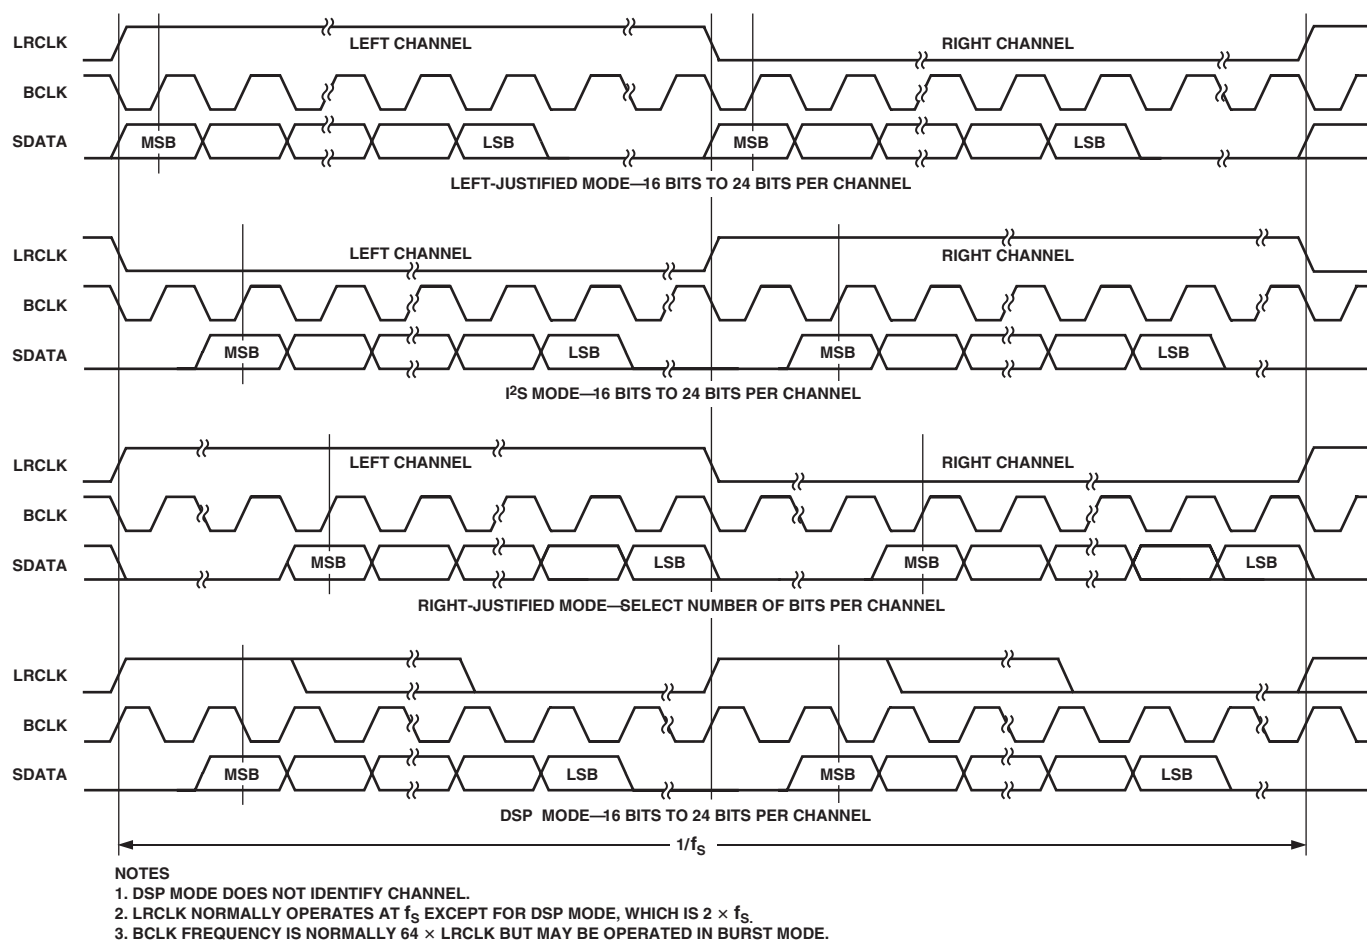 LRCLK
LEFT CHANNEL
RIGHT CHANNEL
BCLK
SDATA
MSB
LSB
MSB
LSB
LEFT-JUSTIFIED MODE—16 BITS TO 24 BITS PER CHANNEL
LRCLK
LEFT CHANNEL
RIGHT CHANNEL
BCLK
SDATA
MSB
LSB
MSB
LSB
I²S MODE—16 BITS TO 24 BITS PER CHANNEL
LRCLK
LEFT CHANNEL
RIGHT CHANNEL
BCLK
SDATA
MSB
LSB
MSB
LSB
RIGHT-JUSTIFIED MODE—SELECT NUMBER OF BITS PER CHANNEL
LRCLK
BCLK
SDATA
MSB
LSB
MSB
LSB
DSP MODE—16 BITS TO 24 BITS PER CHANNEL
1/fS
NOTES
1. DSP MODE DOES NOT IDENTIFY CHANNEL.
2. LRCLK NORMALLY OPERATES AT fS EXCEPT FOR DSP MODE, WHICH IS 2 × fS.
3. BCLK FREQUENCY IS NORMALLY 64 × LRCLK BUT MAY BE OPERATED IN BURST MODE.